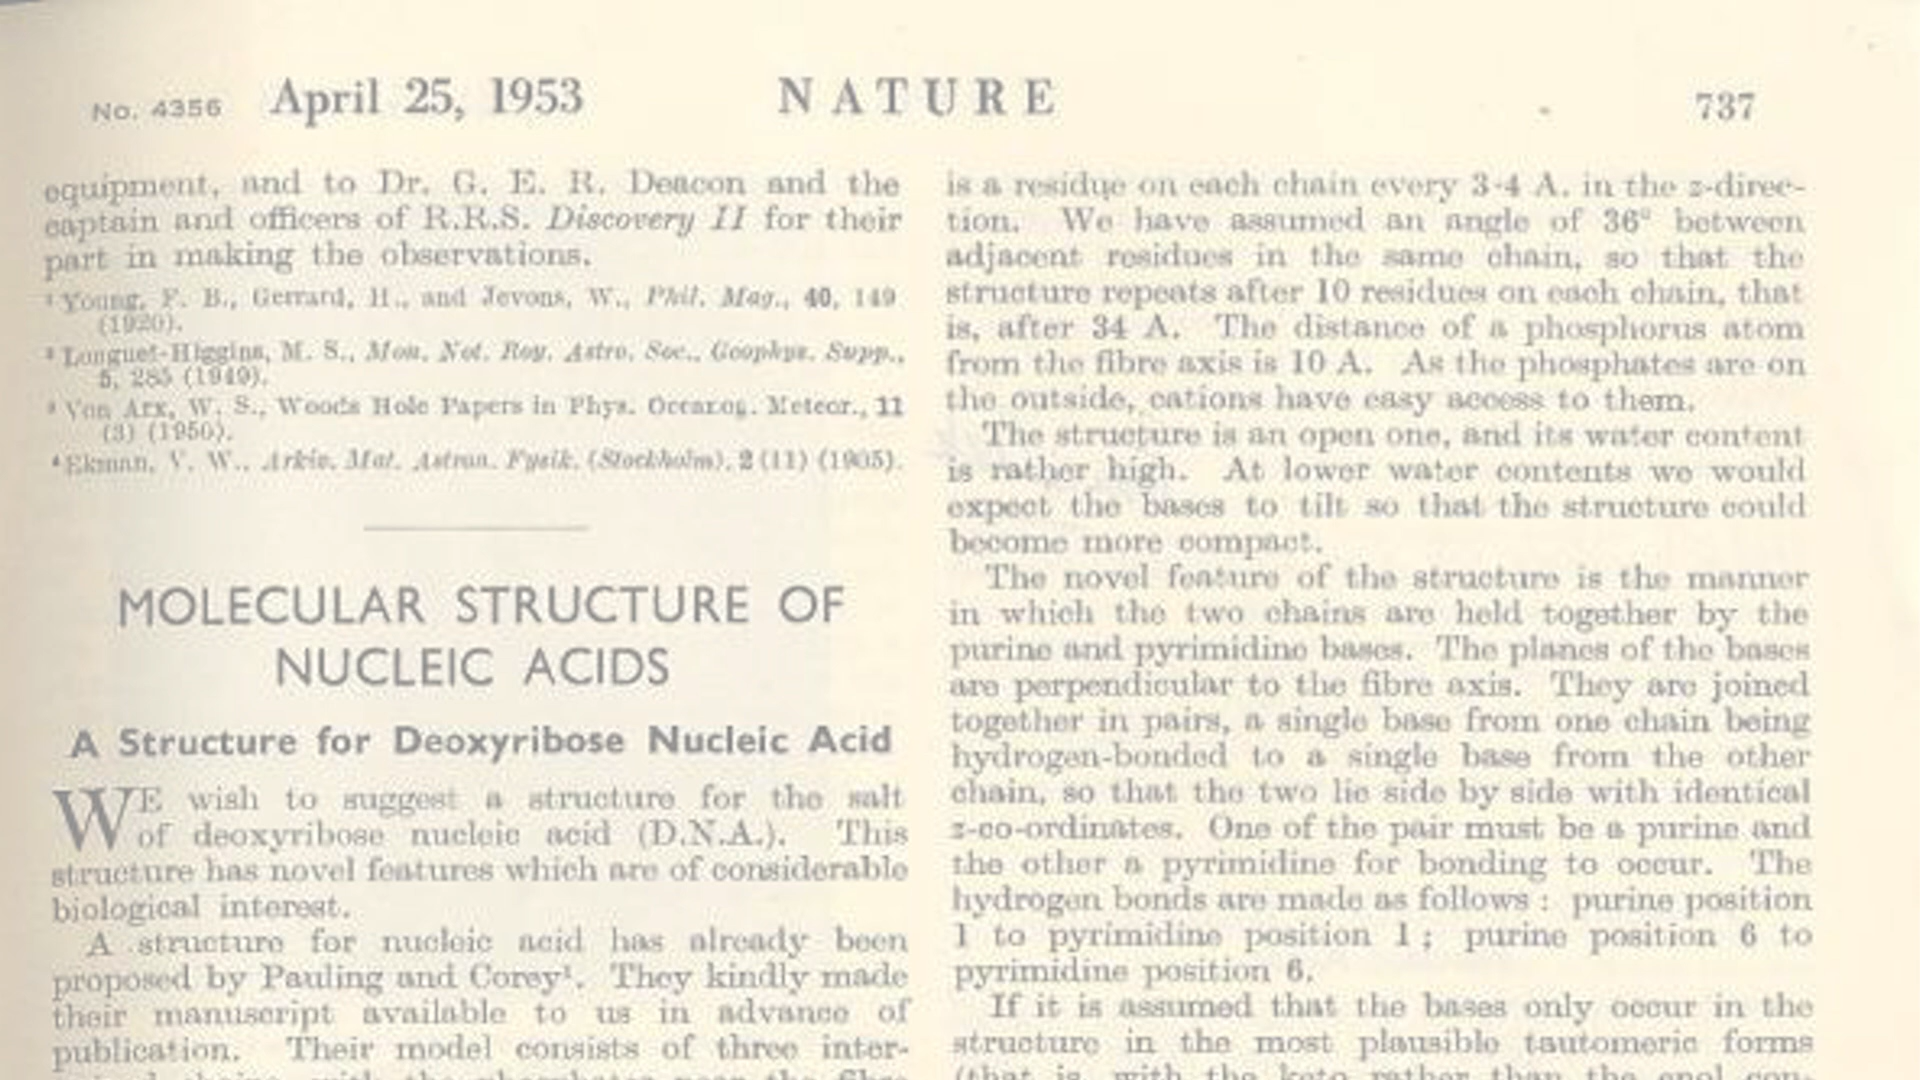 No. 4356 April 25, 1953 NATURE 737
equipment, and to Dr. G. E. R. Deacon and the
captain and officers of R.R.S. Discovery II for their
part in making the observations.
¹ Young, F. B., Gerrard, H., and Jevons, W., Phil. Mag., 40, 149
(1920).
² Longuet-Higgins, M. S., Mon. Not. Roy. Astro. Soc., Geophys. Supp.,
5, 285 (1949).
³ Von Arx, W. S., Woods Hole Papers in Phys. Oceanog. Meteor., 11
(3) (1950).
⁴ Ekman, V. W., Arkiv. Mat. Astron. Fysik. (Stockholm), 2 (11) (1905).
MOLECULAR STRUCTURE OF
NUCLEIC ACIDS
A Structure for Deoxyribose Nucleic Acid
WE wish to suggest a structure for the salt
of deoxyribose nucleic acid (D.N.A.). This
structure has novel features which are of considerable
biological interest.
A structure for nucleic acid has already been
proposed by Pauling and Corey¹. They kindly made
their manuscript available to us in advance of
publication. Their model consists of three inter-
chains, with the phosphates near the fibre
is a residue on each chain every 3·4 A. in the z-direc-
tion. We have assumed an angle of 36° between
adjacent residues in the same chain, so that the
structure repeats after 10 residues on each chain, that
is, after 34 A. The distance of a phosphorus atom
from the fibre axis is 10 A. As the phosphates are on
the outside, cations have easy access to them.
The structure is an open one, and its water content
is rather high. At lower water contents we would
expect the bases to tilt so that the structure could
become more compact.
The novel feature of the structure is the manner
in which the two chains are held together by the
purine and pyrimidine bases. The planes of the bases
are perpendicular to the fibre axis. They are joined
together in pairs, a single base from one chain being
hydrogen-bonded to a single base from the other
chain, so that the two lie side by side with identical
z-co-ordinates. One of the pair must be a purine and
the other a pyrimidine for bonding to occur. The
hydrogen bonds are made as follows : purine position
1 to pyrimidine position 1 ; purine position 6 to
pyrimidine position 6.
If it is assumed that the bases only occur in the
structure in the most plausible tautomeric forms
(that is, with the keto rather than the enol con-